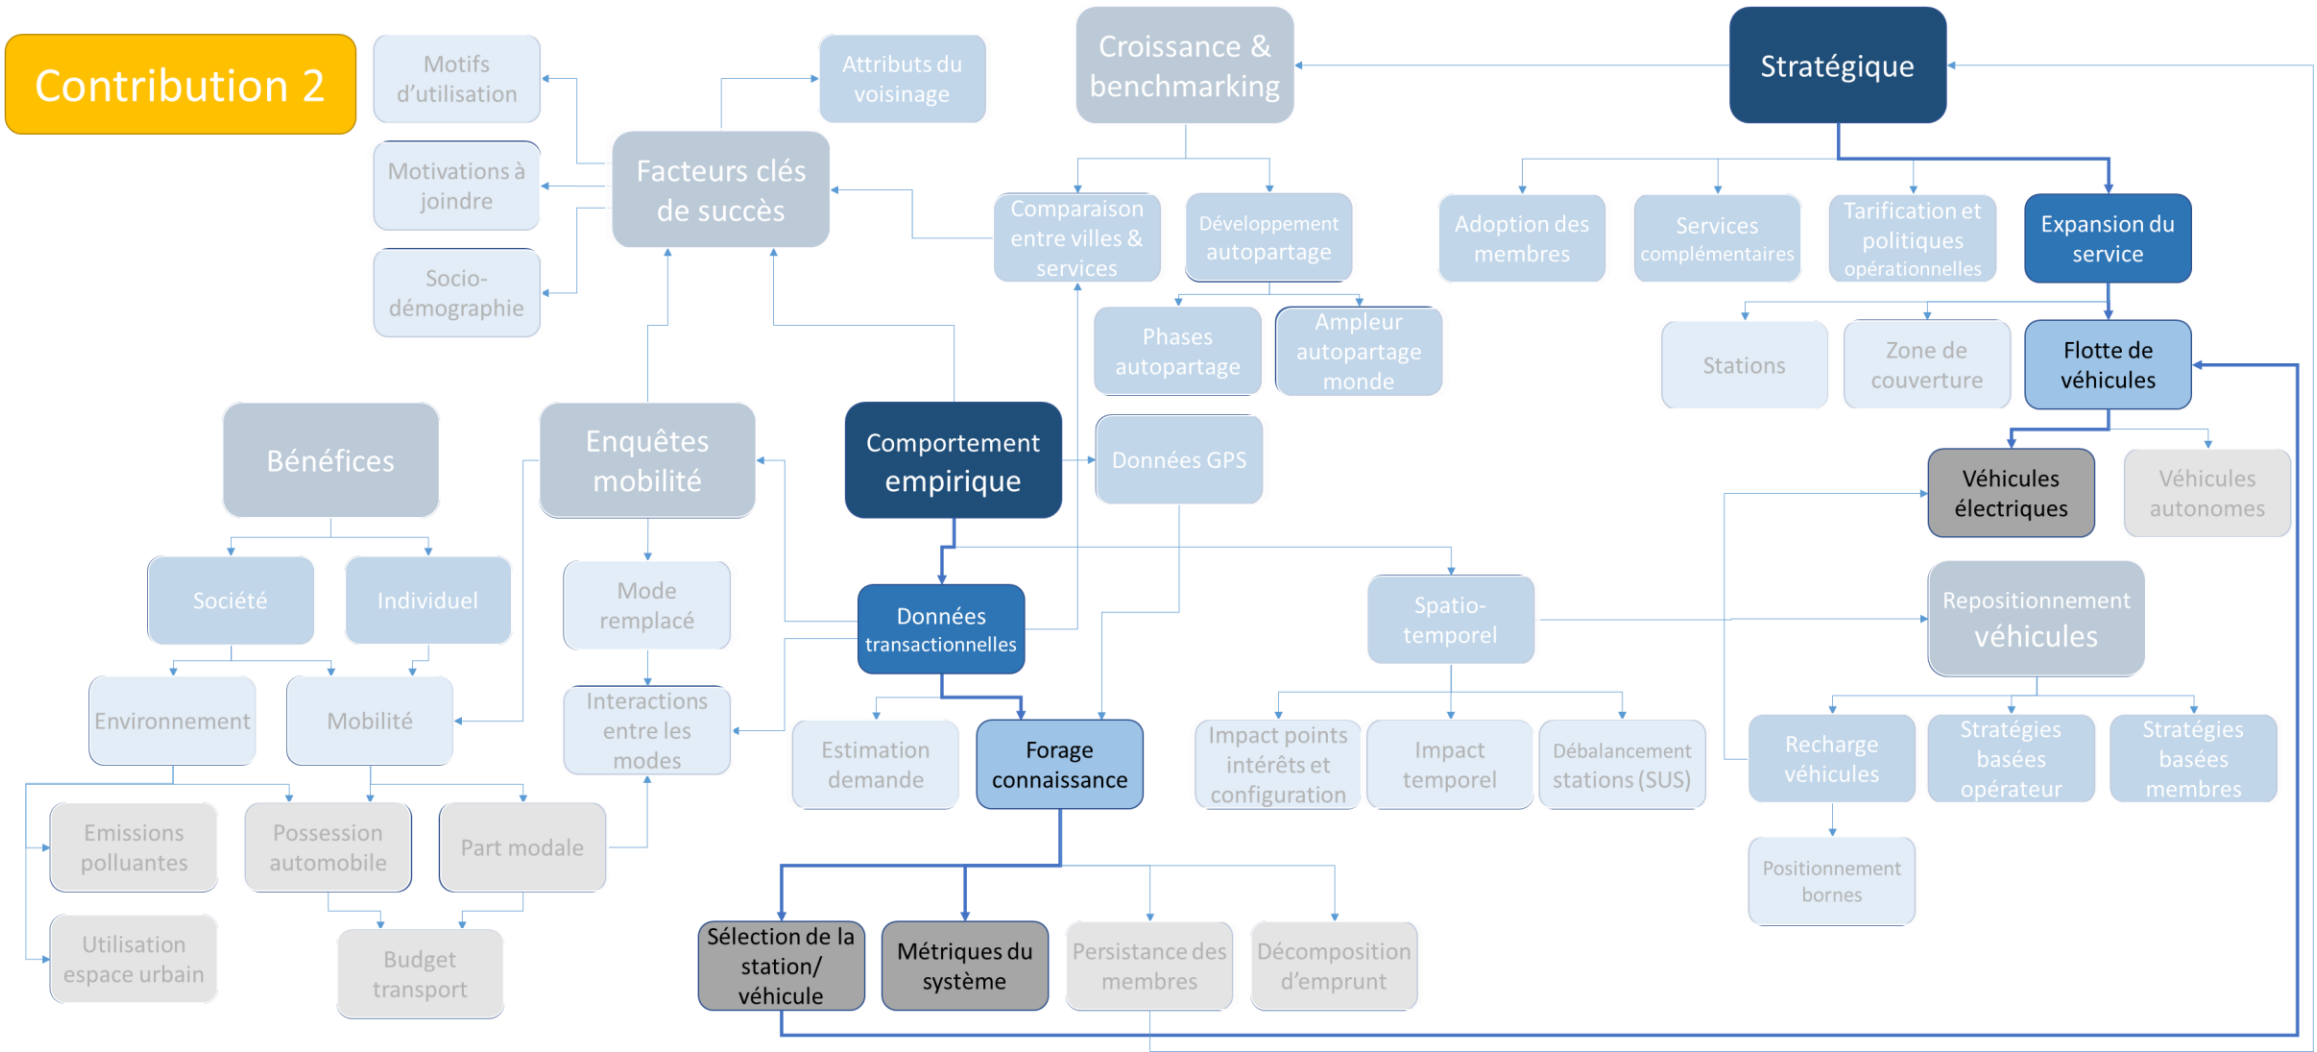 Contribution 2
Motifs
d'utilisation
Attributs du
voisinage
Croissance &
benchmarking
Stratégique
Motivations à
joindre
Facteurs clés
de succès
Socio-
démographie
Comparaison
entre villes &
services
Développement
autopartage
Adoption des
membres
Services
complémentaires
Tarification et
politiques
opérationnelles
Expansion du
service
Phases
autopartage
Ampleur
autopartage
monde
Stations
Zone de
couverture
Flotte de
véhicules
Bénéfices
Enquêtes
mobilité
Comportement
empirique
Données GPS
Véhicules
électriques
Véhicules
autonomes
Société
Individuel
Mode
remplacé
Données
transactionnelles
Spatio-
temporel
Repositionnement
véhicules
Environnement
Mobilité
Interactions
entre les
modes
Estimation
demande
Forage
connaissance
Impact points
intérêts et
configuration
Impact
temporel
Débalancement
stations (SUS)
Recharge
véhicules
Stratégies
basées
opérateur
Stratégies
basées
membres
Emissions
polluantes
Possession
automobile
Part modale
Positionnement
bornes
Utilisation
espace urbain
Budget
transport
Sélection de la
station/
véhicule
Métriques du
système
Persistance des
membres
Décomposition
d'emprunt